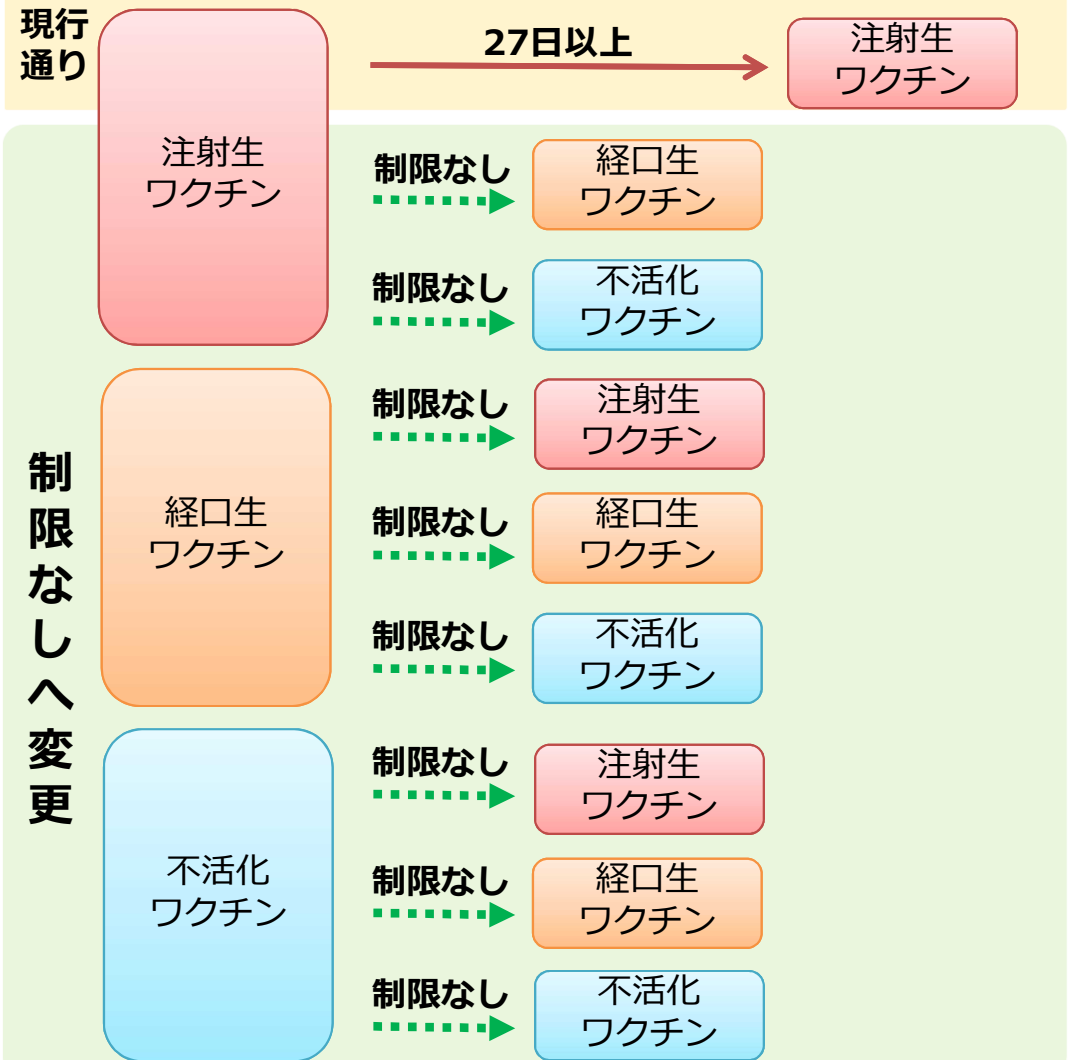 現行
通り
注射生
ワクチン
27日以上
注射生
ワクチン
制限なし
経口生
ワクチン
制限なし
不活化
ワクチン
制限なしへ変更
経口生
ワクチン
制限なし
注射生
ワクチン
制限なし
経口生
ワクチン
制限なし
不活化
ワクチン
不活化
ワクチン
制限なし
注射生
ワクチン
制限なし
経口生
ワクチン
制限なし
不活化
ワクチン